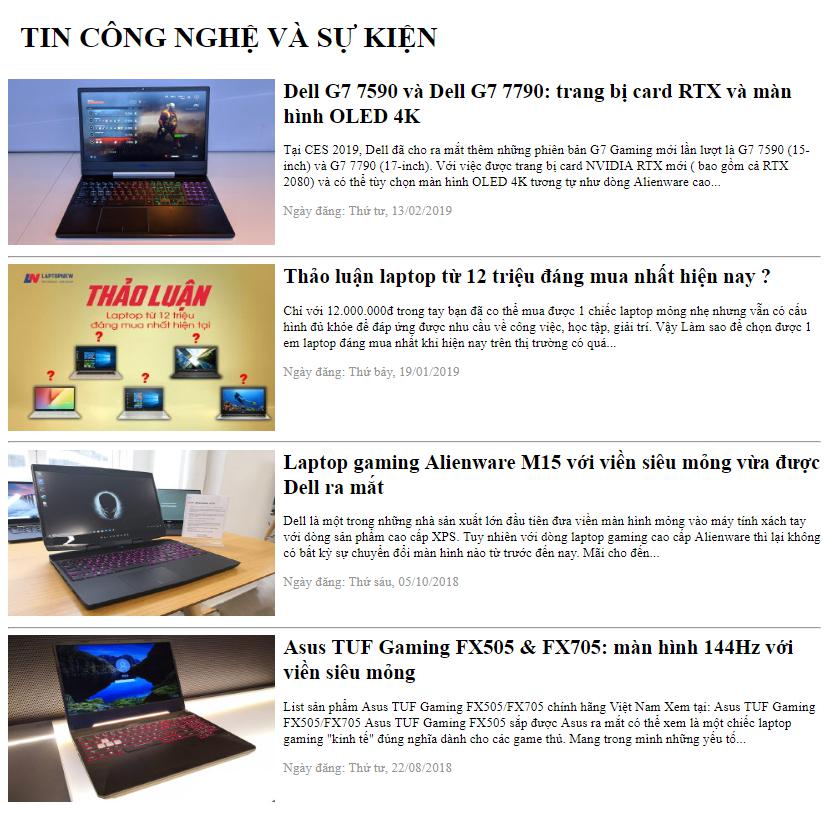 TIN CÔNG NGHỆ VÀ SỰ KIỆN
Dell G7 7590 và Dell G7 7790: trang bị card RTX và màn
hình OLED 4K
Tại CES 2019, Dell đã cho ra mắt thêm những phiên bản G7 Gaming mới lần lượt là G7 7590 (15-
inch) và G7 7790 (17-inch). Với việc được trang bị card NVIDIA RTX mới ( bao gồm cả RTX
2080) và có thể tùy chọn màn hình OLED 4K tương tự như dòng Alienware cao...
Ngày đăng: Thứ tư, 13/02/2019
LAPTOPNEW
THẢO LUẬN
Laptop từ 12 triệu
đáng mua nhất hiện tại
? ? ? ? ?
Thảo luận laptop từ 12 triệu đáng mua nhất hiện nay ?
Chỉ với 12.000.000đ trong tay bạn đã co thể mua được 1 chiếc laptop mỏng nhẹ nhưng vẫn có cấu
hình đủ khỏe để đáp ứng được nhu cầu về công việc, học tập, giải trí. Vậy Làm sao để chọn được 1
em laptop đáng mua nhất khi hiện nay trên thị trường có quá...
Ngày đăng: Thứ bảy, 19/01/2019
ALIENWARE
Laptop gaming Alienware M15 với viền siêu mỏng vừa được
Dell ra mắt
Dell là một trong những nhà sản xuất lớn đầu tiên đưa viền màn hình mỏng vào máy tính xách tay
với dòng sản phẩm cao cấp XPS. Tuy nhiên với dòng laptop gaming cao cấp Alienware thì lại không
có bất kỳ sự chuyển đổi màn hình nào từ trước đến nay. Mãi cho đến...
Ngày đăng: Thứ sáu, 05/10/2018
Asus TUF Gaming FX505 & FX705: màn hình 144Hz với
viền siêu mỏng
List sản phẩm Asus TUF Gaming FX505/FX705 chính hãng Việt Nam Xem tại: Asus TUF Gaming
FX505/FX705 Asus TUF Gaming FX505 sắp được Asus ra mắt có thể xem là một chiếc laptop
gaming "kinh tế" đúng nghĩa dành cho các game thủ. Mang trong mình những yếu tố...
Ngày đăng: Thứ tư, 22/08/2018